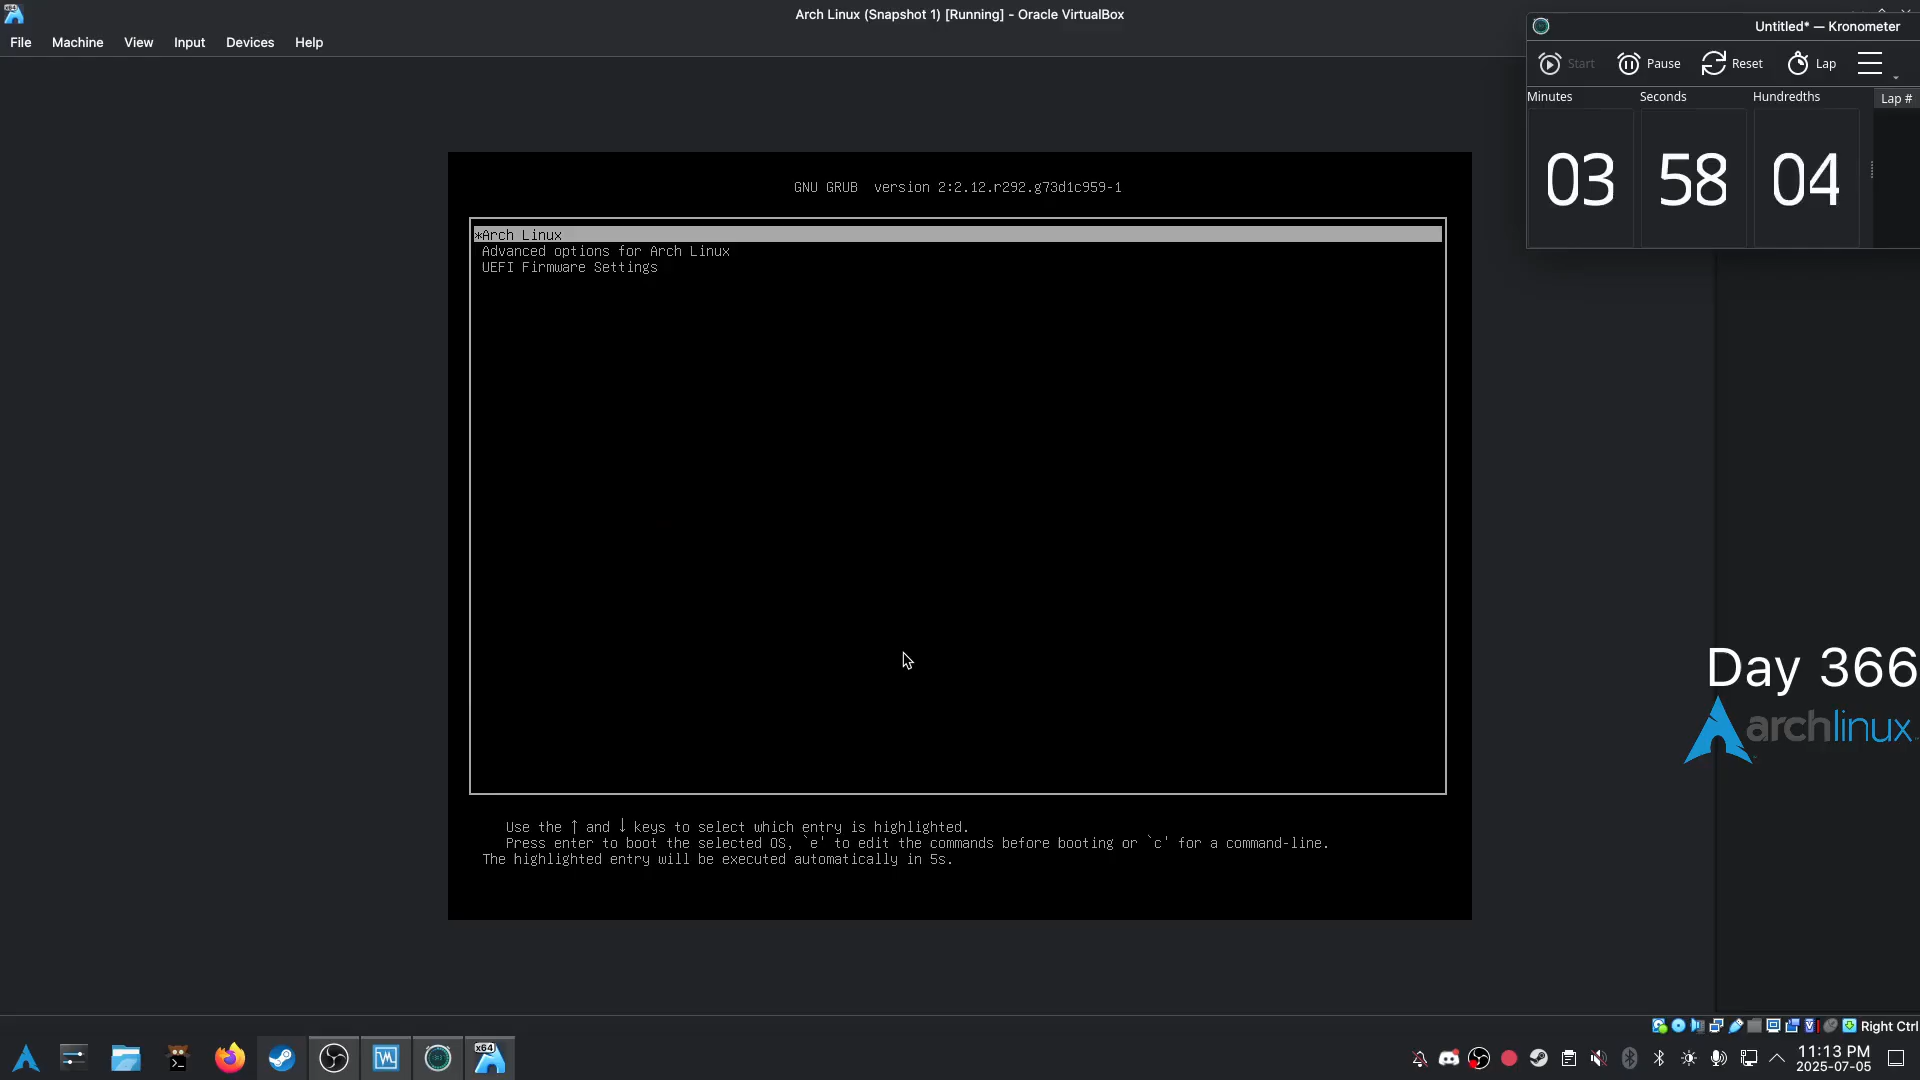 Arch Linux (Snapshot 1) [Running] - Oracle VirtualBox
File Machine View Input Devices Help
Untitled* — Kronometer
Start Pause Reset Lap
Minutes Seconds Hundredths Lap #
03 58 04
GNU GRUB version 2:2.12.r292.g73d1c959-1
*Arch Linux
Advanced options for Arch Linux
UEFI Firmware Settings
Day 366
archlinux
Use the ↑ and ↓ keys to select which entry is highlighted.
Press enter to boot the selected OS, `e' to edit the commands before booting or `c' for a command-line.
The highlighted entry will be executed automatically in 5s.
Right Ctrl
x64
11:13 PM
2025-07-05